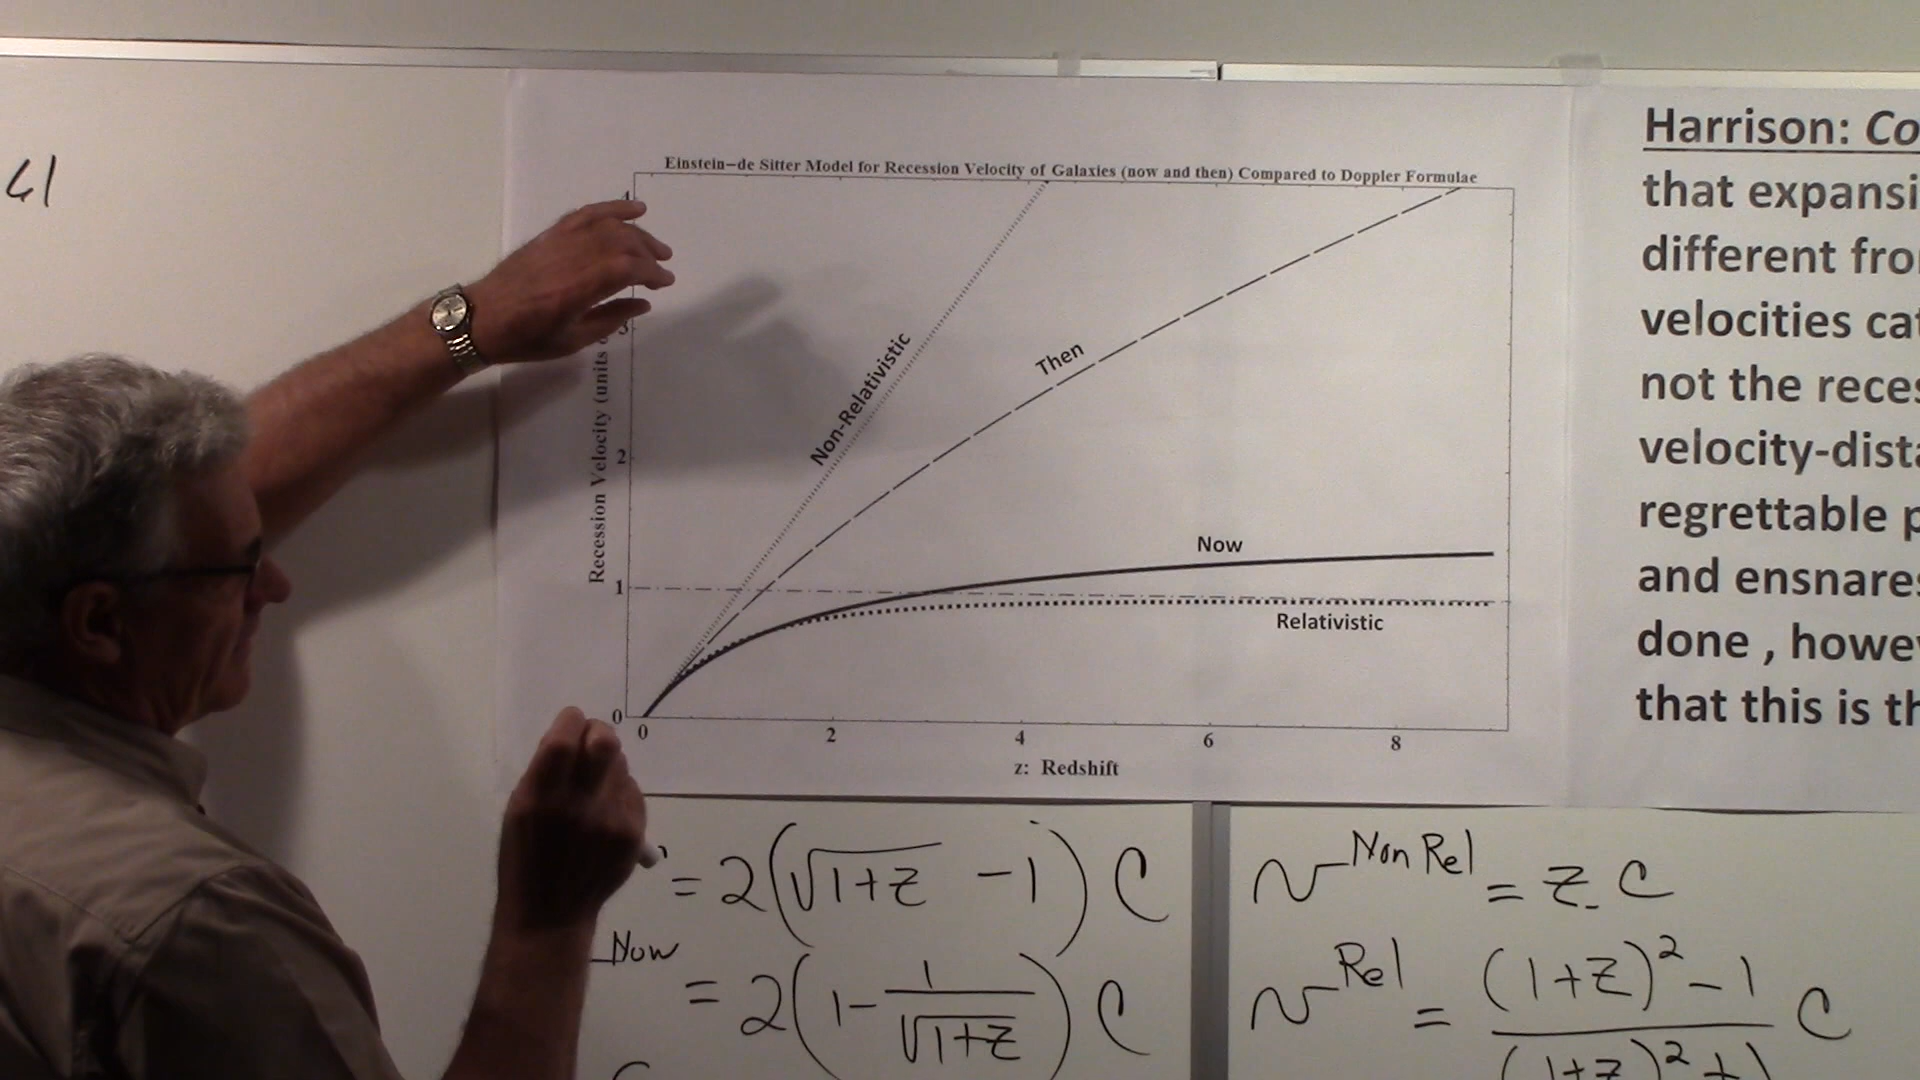 Einstein–de Sitter Model for Recession Velocity of Galaxies (now and then) Compared to Doppler Formulae
4
3
2
1
0
Recession Velocity (units
Non-Relativistic
Then
Now
Relativistic
0 2 4 6 8
z: Redshift
Harrison: Co
that expansi
different fro
velocities ca
not the reces
velocity-dista
regrettable p
and ensnares
done , howe
that this is th
= 2(√1+z - 1) C
Now = 2(1 - 1/√1+z) C
v Non Rel = z C
v Rel = (1+z)² - 1 / (1+z)² + 1 C